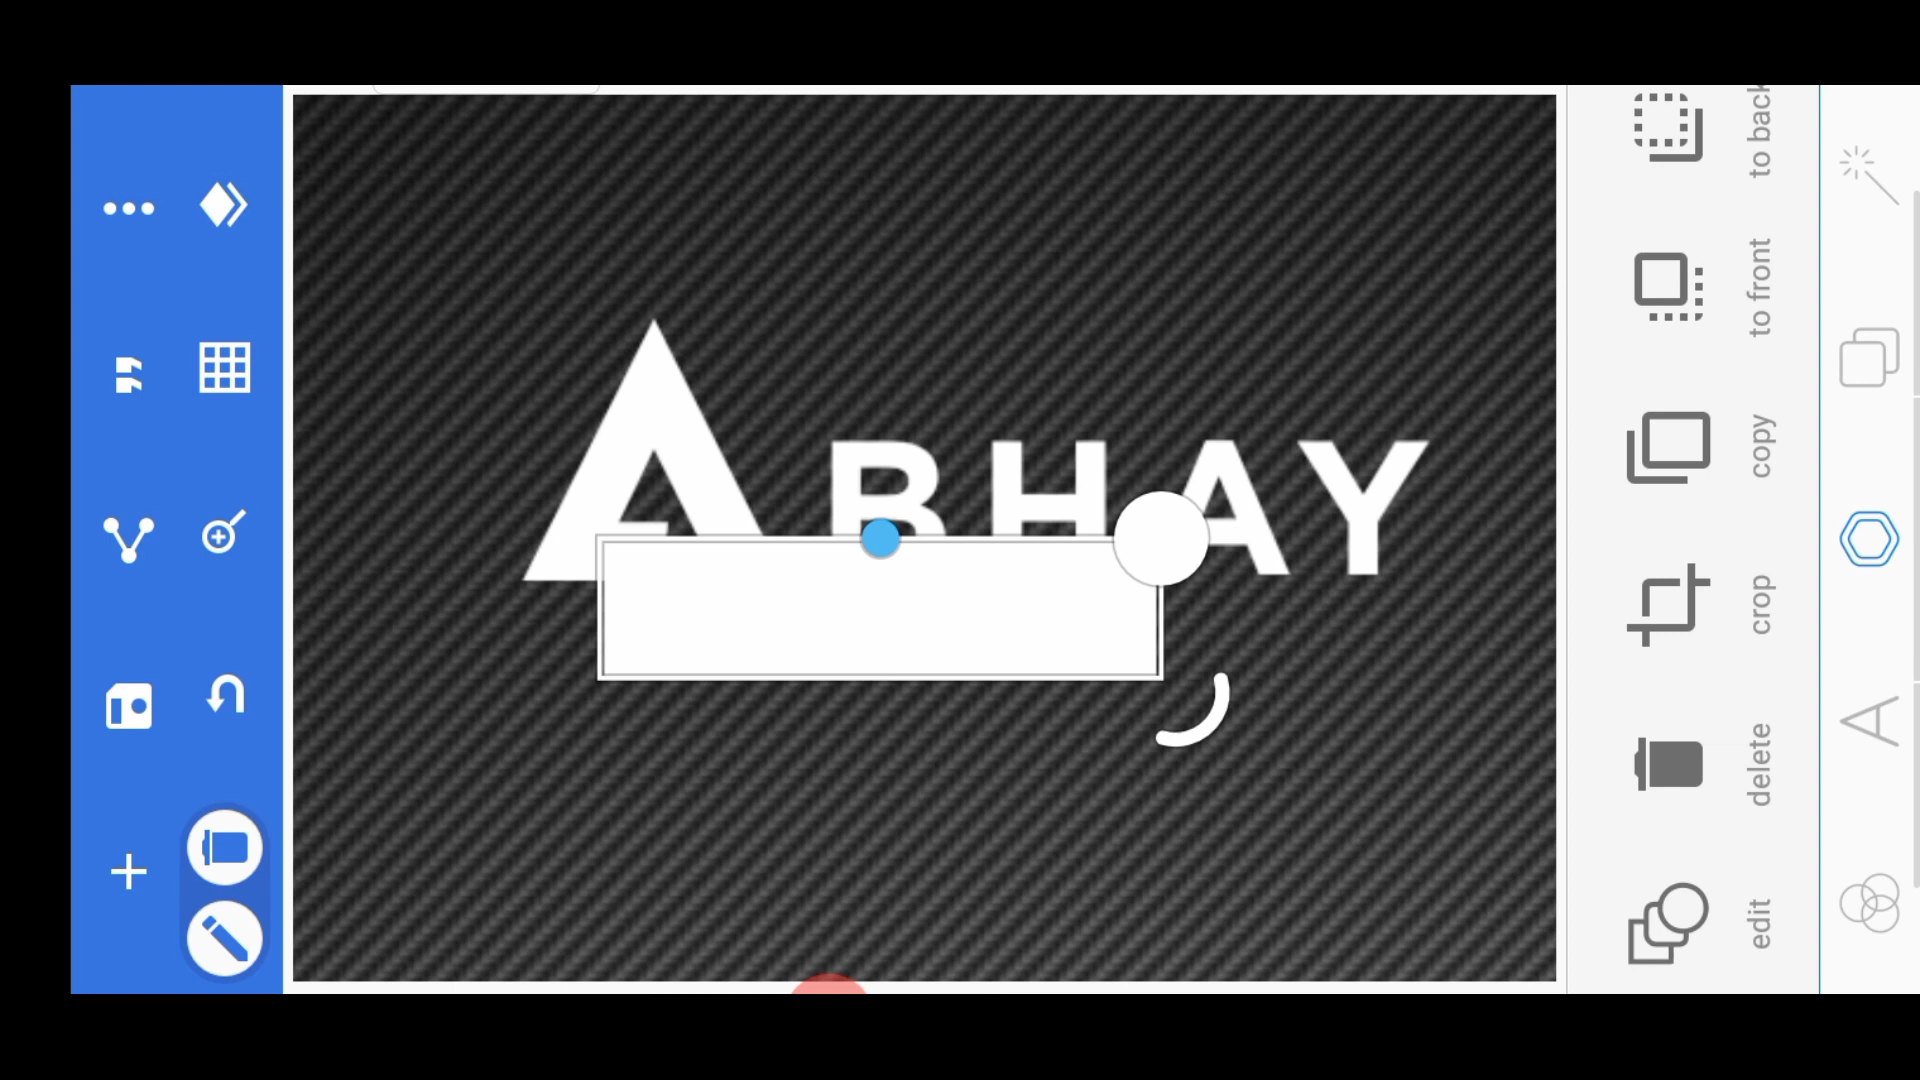 ABHAY
to back
to front
copy
crop
delete
edit
A